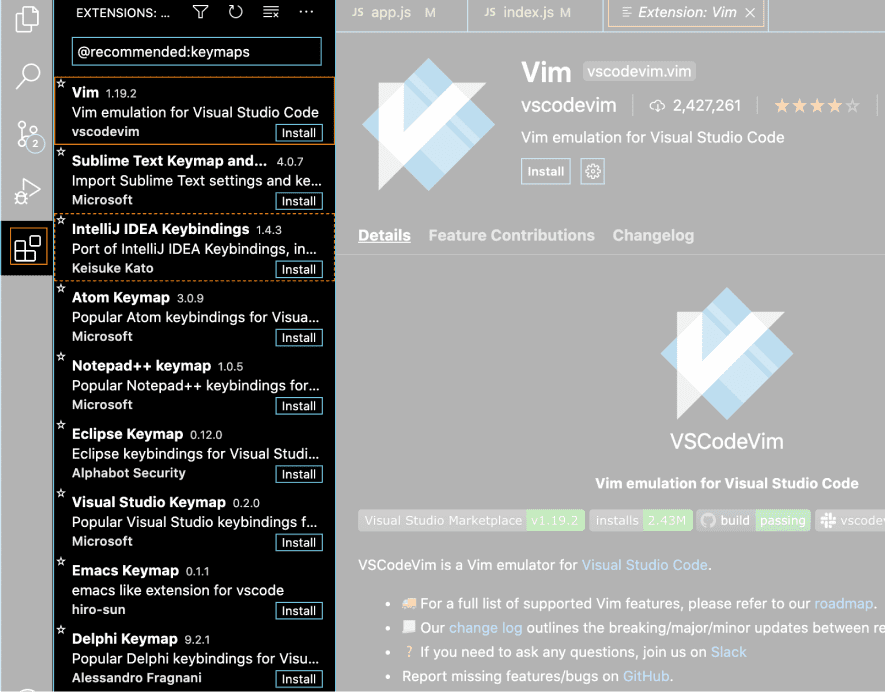 EXTENSIONS: ...
@recommended:keymaps
Vim 1.19.2
Vim emulation for Visual Studio Code
vscodevim
Install
Sublime Text Keymap and... 4.0.7
Import Sublime Text settings and ke...
Microsoft
Install
IntelliJ IDEA Keybindings 1.4.3
Port of IntelliJ IDEA Keybindings, in...
Keisuke Kato
Install
Atom Keymap 3.0.9
Popular Atom keybindings for Visua...
Microsoft
Install
Notepad++ keymap 1.0.5
Popular Notepad++ keybindings for...
Microsoft
Install
Eclipse Keymap 0.12.0
Eclipse keybindings for Visual Studi...
Alphabot Security
Install
Visual Studio Keymap 0.2.0
Popular Visual Studio keybindings f...
Microsoft
Install
Emacs Keymap 0.1.1
emacs like extension for vscode
hiro-sun
Install
Delphi Keymap 9.2.1
Popular Delphi keybindings for Visu...
Alessandro Fragnani
Install
2
JS app.js M
JS index.js M
Extension: Vim
Vim vscodevim.vim
vscodevim 2,427,261
Vim emulation for Visual Studio Code
Install
Details Feature Contributions Changelog
VSCodeVim
Vim emulation for Visual Studio Code
Visual Studio Marketplace v1.19.2 installs 2.43M build passing vscode
VSCodeVim is a Vim emulator for Visual Studio Code.
• For a full list of supported Vim features, please refer to our roadmap.
• Our change log outlines the breaking/major/minor updates between re
• ? If you need to ask any questions, join us on Slack
• Report missing features/bugs on GitHub.